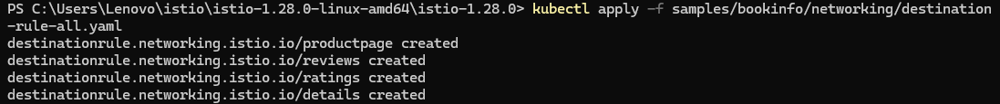 PS C:\Users\Lenovo\istio\istio-1.28.0-linux-amd64\istio-1.28.0> kubectl apply -f samples/bookinfo/networking/destination
-rule-all.yaml
destinationrule.networking.istio.io/productpage created
destinationrule.networking.istio.io/reviews created
destinationrule.networking.istio.io/ratings created
destinationrule.networking.istio.io/details created